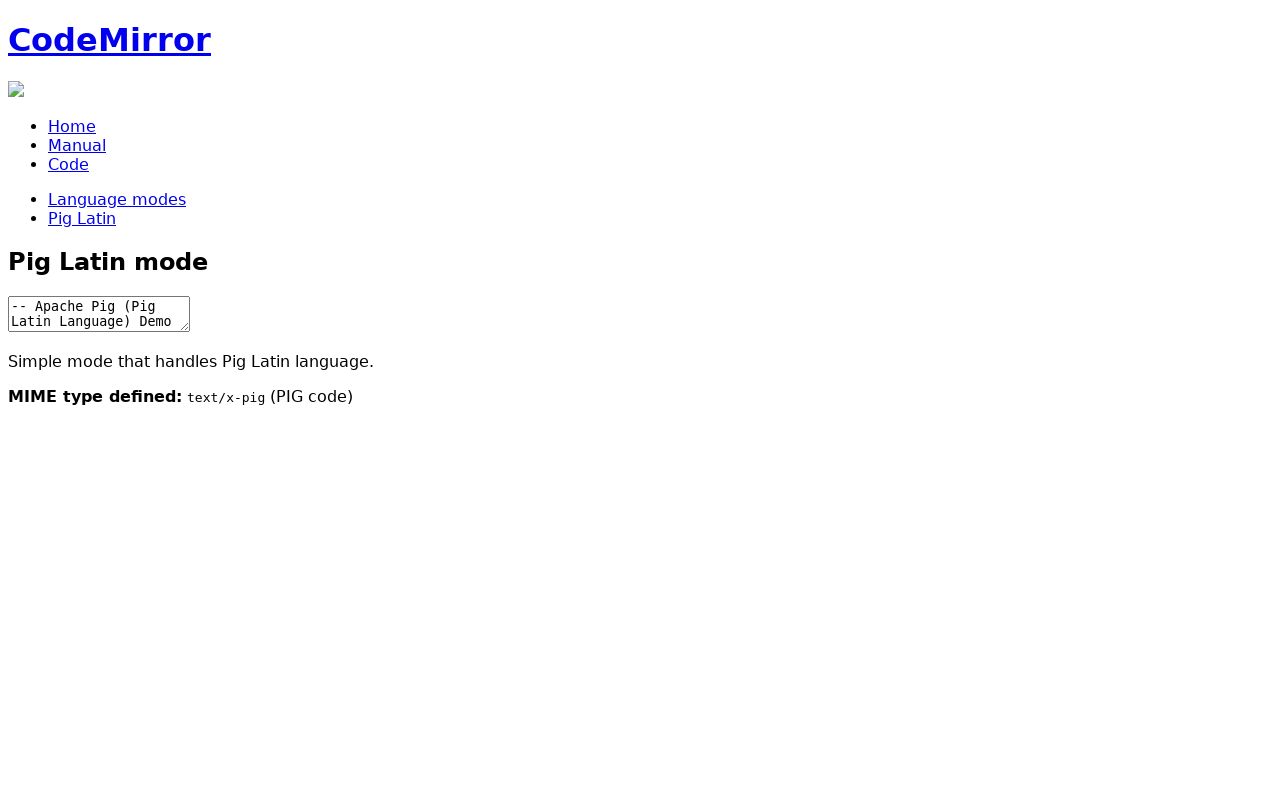 CodeMirror
Home
Manual
Code
Language modes
Pig Latin
Pig Latin mode
-- Apache Pig (Pig
Latin Language) Demo
Simple mode that handles Pig Latin language.
MIME type defined: text/x-pig (PIG code)